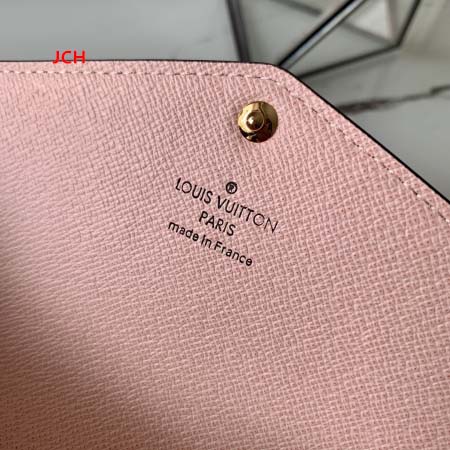 JCH
®
LOUIS VUITTON
PARIS
made in France